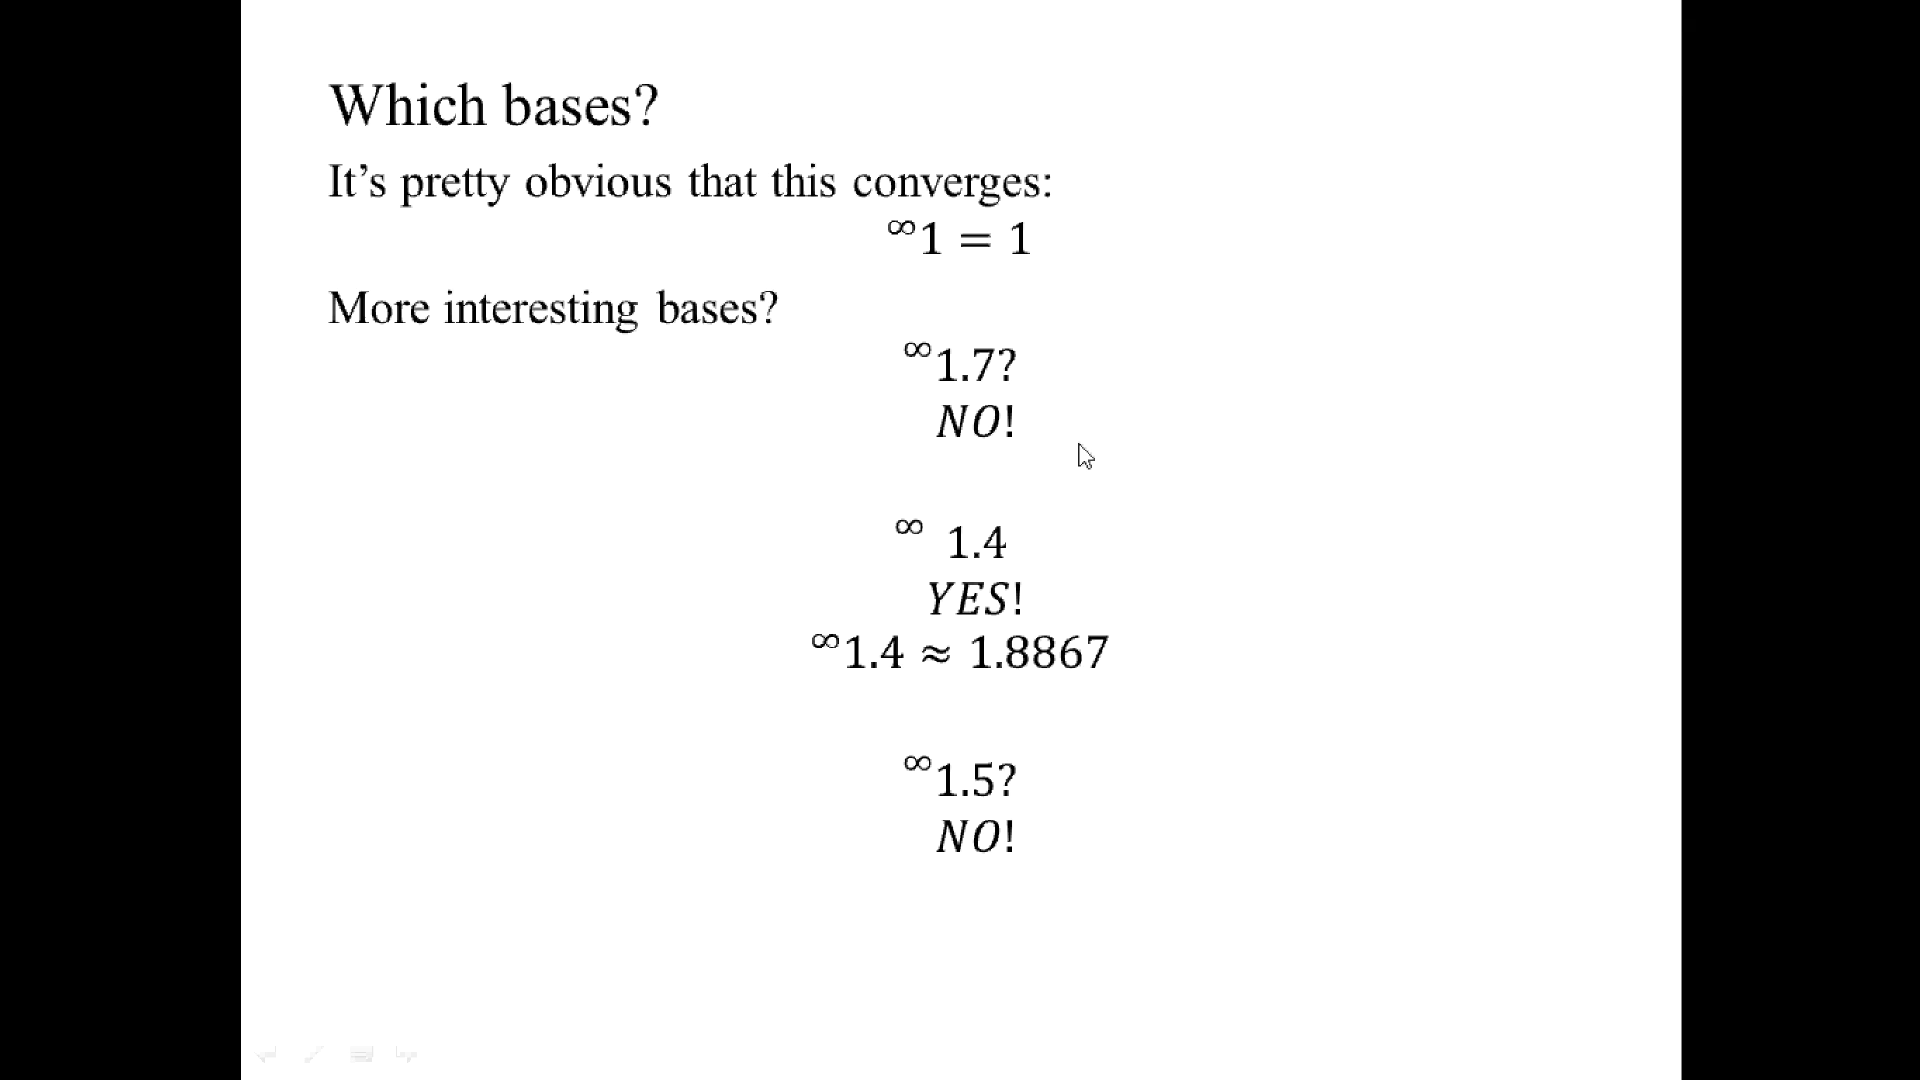 Which bases?
It’s pretty obvious that this converges:
∞1 = 1
More interesting bases?
∞1.7?
NO!
∞ 1.4
YES!
∞1.4 ≈ 1.8867
∞1.5?
NO!